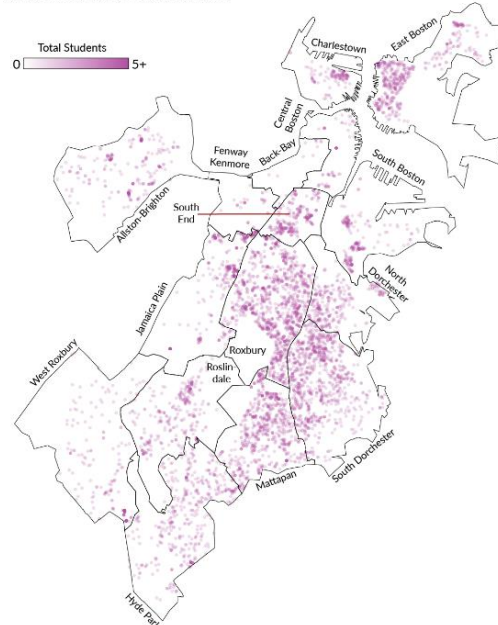 Total Students
0 5+
Charlestown
East Boston
Central
Boston
Back-Bay
Fenway
Kenmore
South Boston
Allston-Brighton
South
End
North
Dorchester
Jamaica Plain
Roxbury
West Roxbury
Roslin-
dale
Mattapan
South Dorchester
Hyde Park